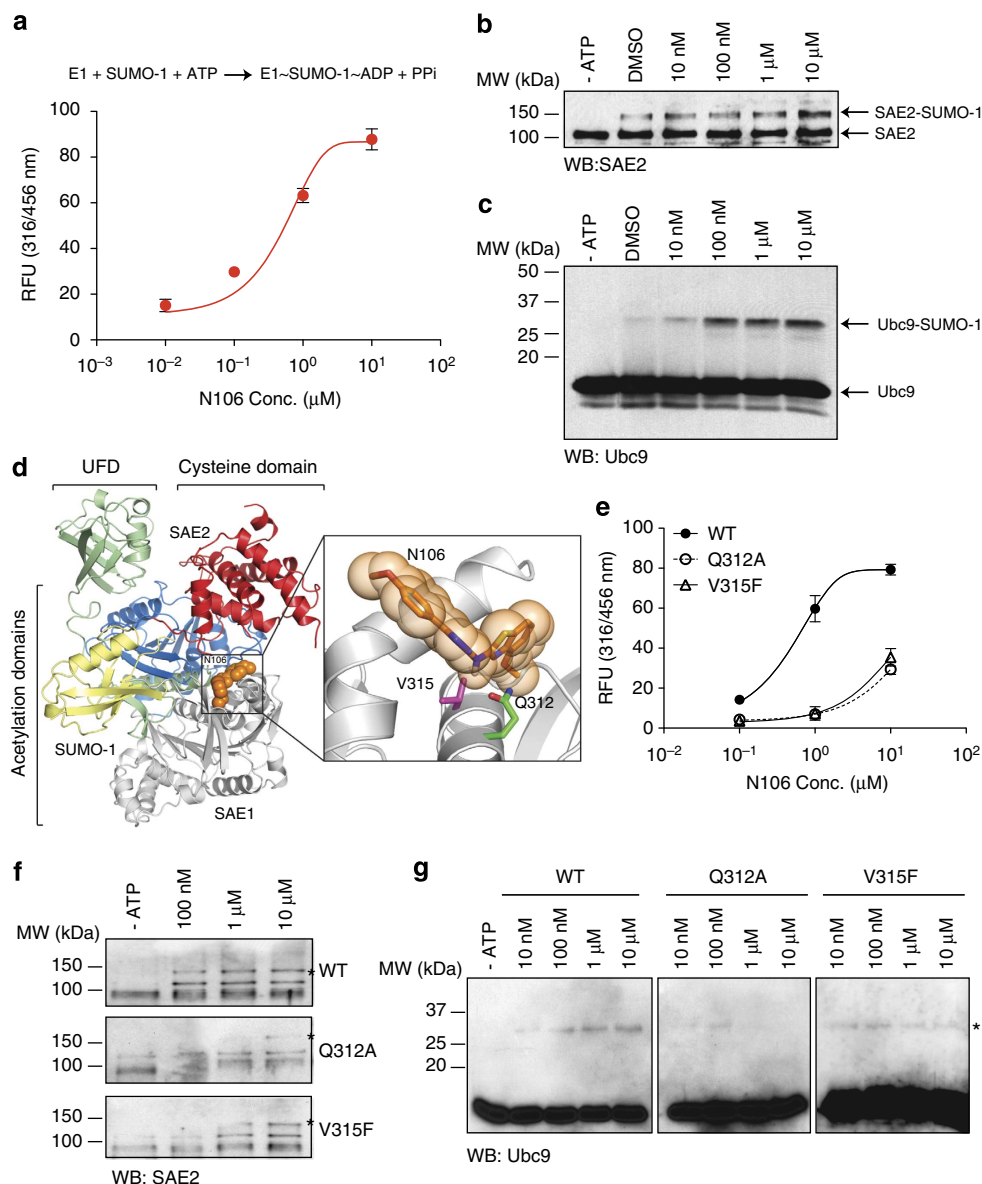 a
E1 + SUMO-1 + ATP → E1~SUMO-1~ADP + PPi
RFU (316/456 nm)
100
80
60
40
20
0
10⁻³ 10⁻² 10⁻¹ 10⁰ 10¹ 10²
N106 Conc. (μM)
b
MW (kDa)
- ATP DMSO 10 nM 100 nM 1 μM 10 μM
150
100
SAE2-SUMO-1
SAE2
WB:SAE2
c
MW (kDa)
- ATP DMSO 10 nM 100 nM 1 μM 10 μM
50
37
25
20
Ubc9-SUMO-1
Ubc9
WB: Ubc9
d
UFD Cysteine domain
Acetylation domains
SAE2
N106
SUMO-1
SAE1
N106
V315
Q312
e
RFU (316/456 nm)
100
80
60
40
20
0
WT
Q312A
V315F
10⁻² 10⁻¹ 10⁰ 10¹ 10²
N106 Conc. (μM)
f
MW (kDa)
- ATP 100 nM 1 μM 10 μM
150
100
* WT
150
100
* Q312A
150
100
* V315F
WB: SAE2
g
WT Q312A V315F
MW (kDa)
- ATP 10 nM 100 nM 1 μM 10 μM 10 nM 100 nM 1 μM 10 μM 10 nM 100 nM 1 μM 10 μM
37
25
20
*
WB: Ubc9